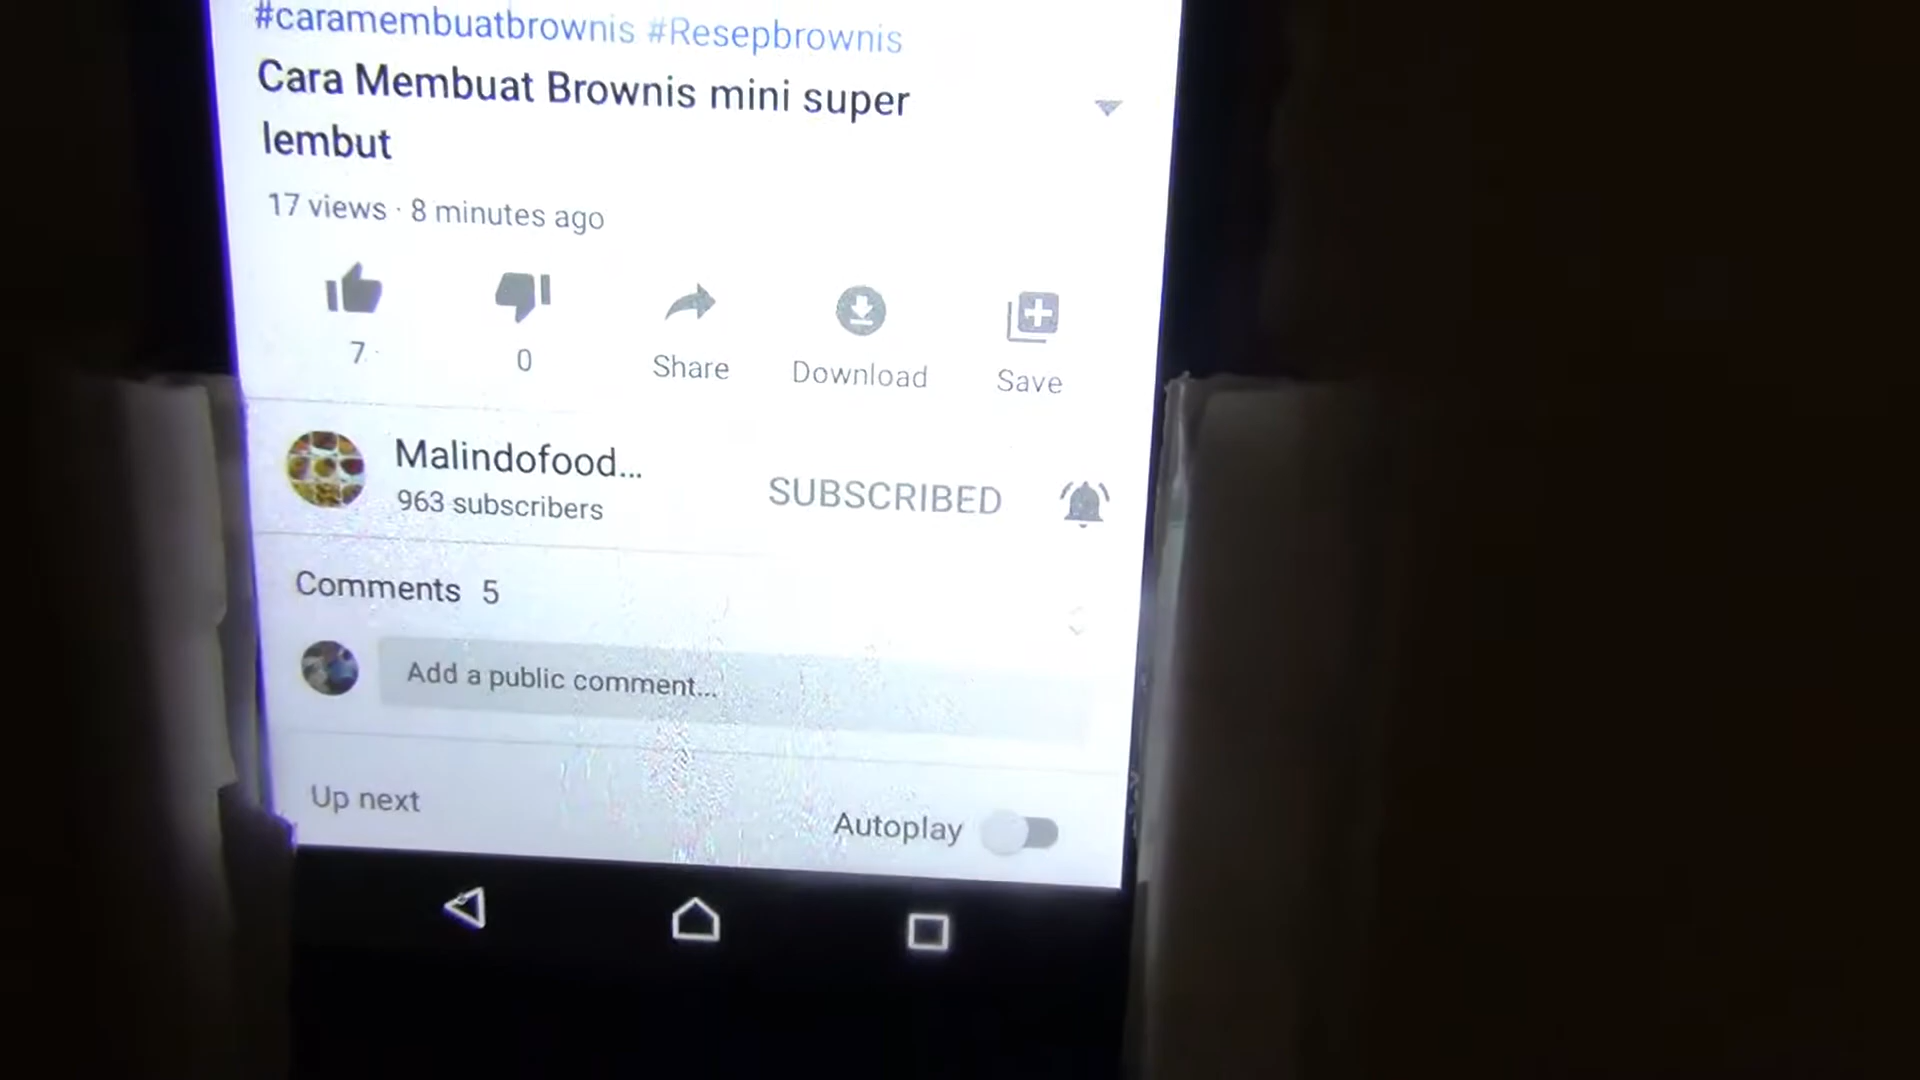 #caramembuatbrownis #Resepbrownis
Cara Membuat Brownis mini super
lembut
17 views · 8 minutes ago
7
0
Share
Download
Save
Malindofood...
963 subscribers
SUBSCRIBED
Comments 5
Add a public comment...
Up next
Autoplay